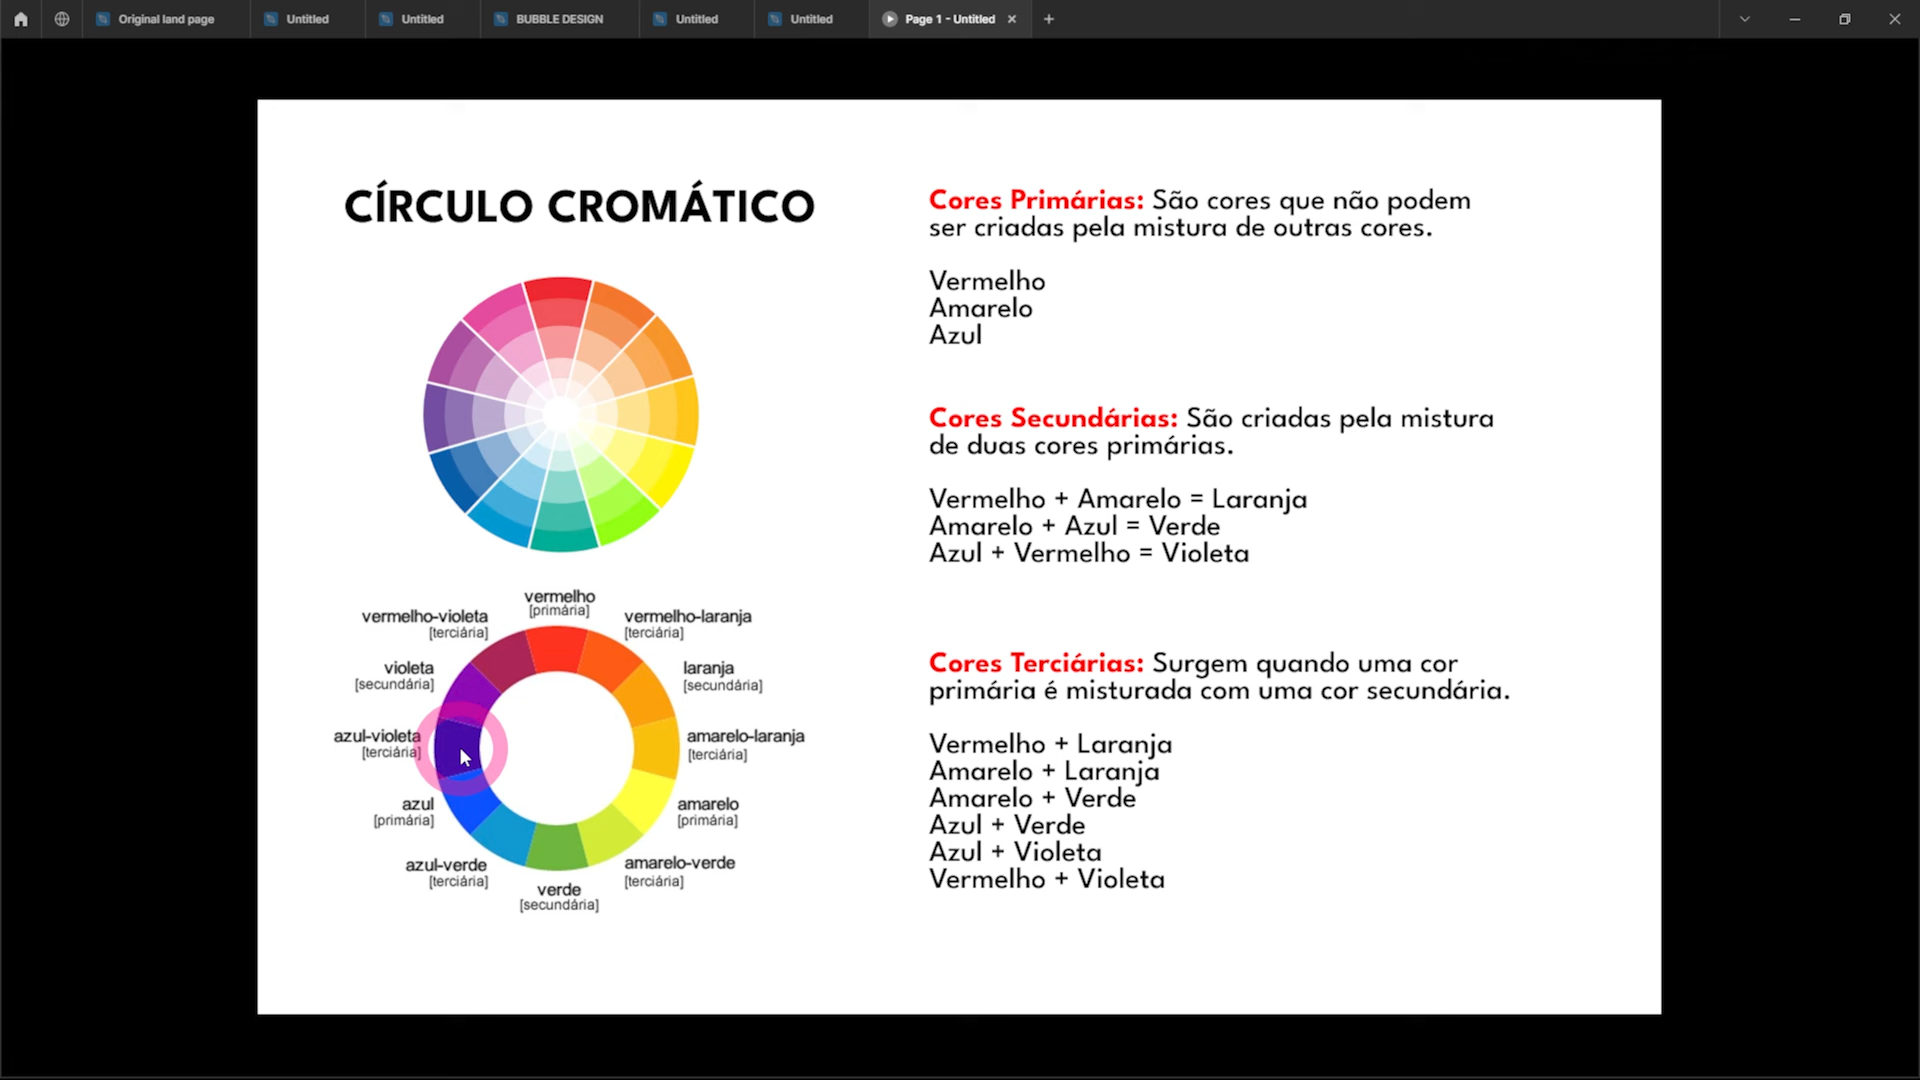 Original land page
Untitled
Untitled
BUBBLE DESIGN
Untitled
Untitled
Page 1 - Untitled
CÍRCULO CROMÁTICO
vermelho
[primária]
vermelho-violeta
[terciária]
vermelho-laranja
[terciária]
violeta
[secundária]
laranja
[secundária]
azul-violeta
[terciária]
amarelo-laranja
[terciária]
azul
[primária]
amarelo
[primária]
azul-verde
[terciária]
amarelo-verde
[terciária]
verde
[secundária]
Cores Primárias: São cores que não podem
ser criadas pela mistura de outras cores.
Vermelho
Amarelo
Azul
Cores Secundárias: São criadas pela mistura
de duas cores primárias.
Vermelho + Amarelo = Laranja
Amarelo + Azul = Verde
Azul + Vermelho = Violeta
Cores Terciárias: Surgem quando uma cor
primária é misturada com uma cor secundária.
Vermelho + Laranja
Amarelo + Laranja
Amarelo + Verde
Azul + Verde
Azul + Violeta
Vermelho + Violeta